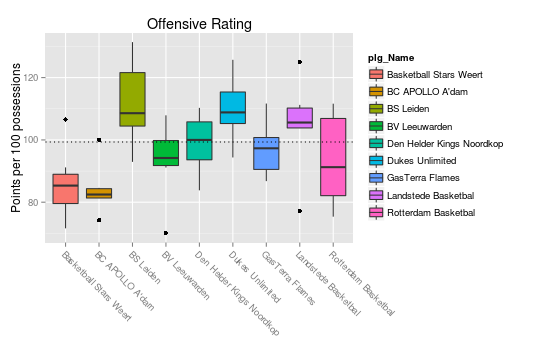 Offensive Rating
Points per 100 possessions
120
100
80
Basketball Stars Weert
BC APOLLO A'dam
BS Leiden
BV Leeuwarden
Den Helder Kings Noordkop
Dukes Unlimited
GasTerra Flames
Landstede Basketbal
Rotterdam Basketbal
plg_Name
Basketball Stars Weert
BC APOLLO A'dam
BS Leiden
BV Leeuwarden
Den Helder Kings Noordkop
Dukes Unlimited
GasTerra Flames
Landstede Basketbal
Rotterdam Basketbal